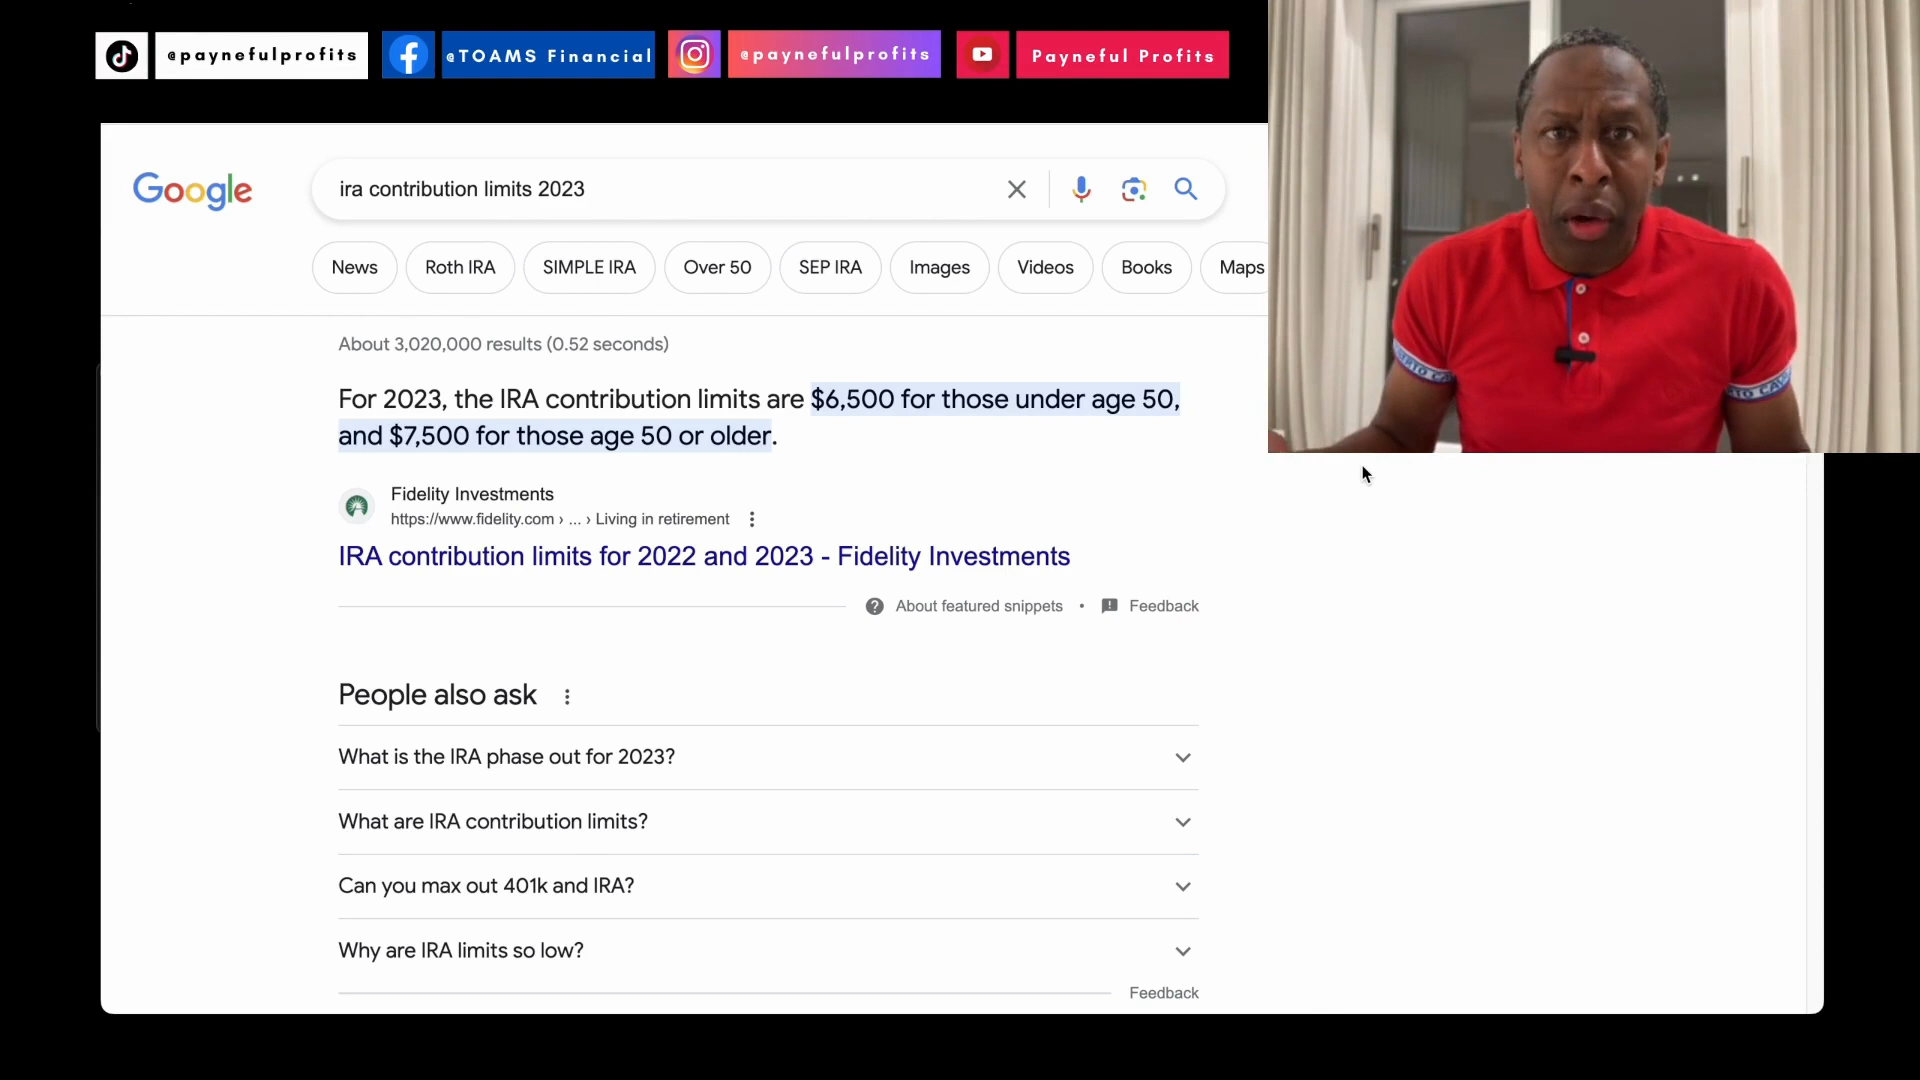 @paynefulprofits
@TOAMS Financial
@paynefulprofits
Payneful Profits
Google
ira contribution limits 2023
News
Roth IRA
SIMPLE IRA
Over 50
SEP IRA
Images
Videos
Books
Maps
About 3,020,000 results (0.52 seconds)
For 2023, the IRA contribution limits are $6,500 for those under age 50,
and $7,500 for those age 50 or older.
Fidelity Investments
https://www.fidelity.com › ... › Living in retirement
IRA contribution limits for 2022 and 2023 - Fidelity Investments
About featured snippets • Feedback
People also ask
What is the IRA phase out for 2023?
What are IRA contribution limits?
Can you max out 401k and IRA?
Why are IRA limits so low?
Feedback